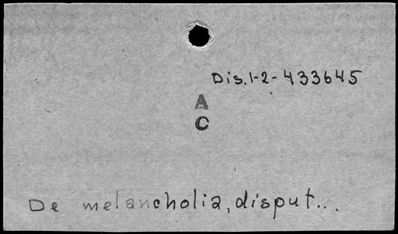 Dis.1-2-433645
A
C
De melancholia, disput...